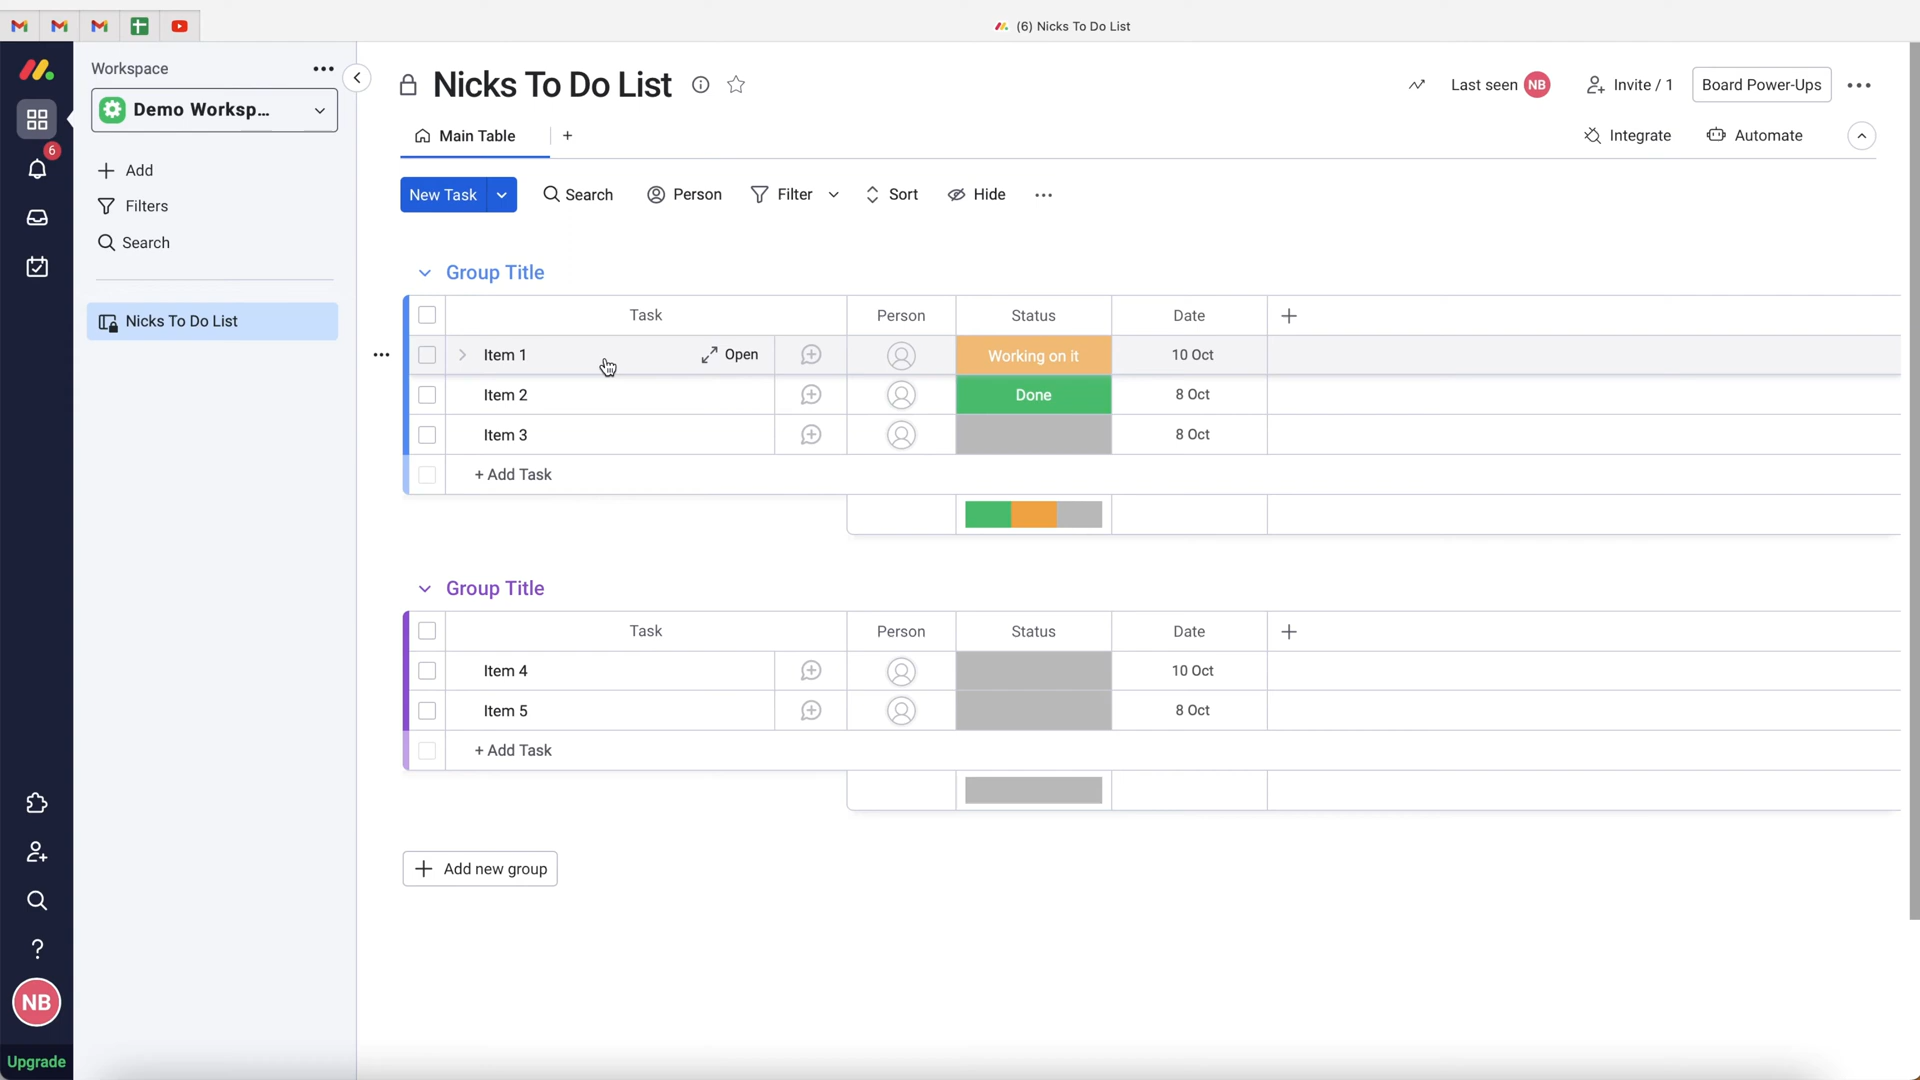 (6) Nicks To Do List
Workspace
Demo Worksp...
6
Add
Filters
Search
Nicks To Do List
NB
Upgrade
Nicks To Do List
Last seen NB
Invite / 1
Board Power-Ups
Main Table
Integrate
Automate
New Task
Search
Person
Filter
Sort
Hide
Group Title
Task Person Status Date
Item 1 Open Working on it 10 Oct
Item 2 Done 8 Oct
Item 3 8 Oct
+ Add Task
Group Title
Task Person Status Date
Item 4 10 Oct
Item 5 8 Oct
+ Add Task
Add new group